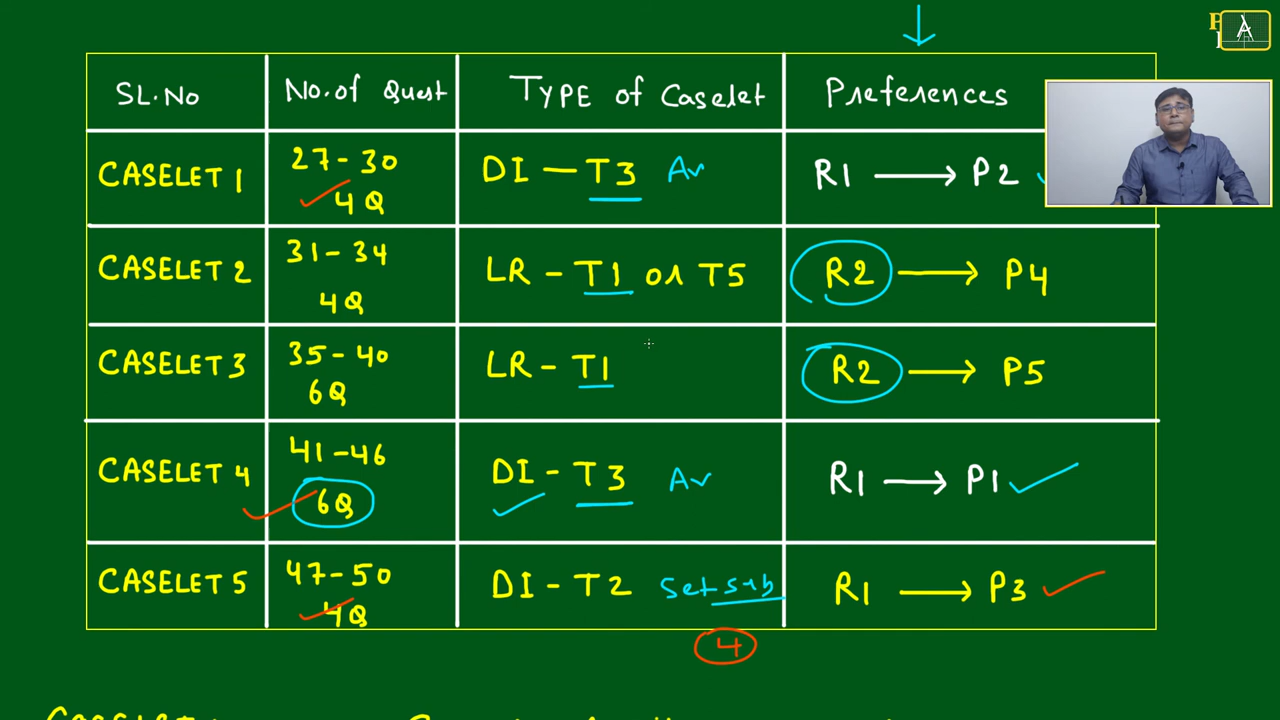 SL.No
No.of Quest
TYPE of Caselet
Preferences
CASELET 1
27-30
4Q
DI — T3 Av
R1 → P2
CASELET 2
31-34
4Q
LR - T1 or T5
R2 → P4
CASELET 3
35-40
6Q
LR - T1
R2 → P5
CASELET 4
41-46
6Q
DI - T3 Av
R1 → P1
CASELET 5
47-50
4Q
DI - T2
R1 → P3
4